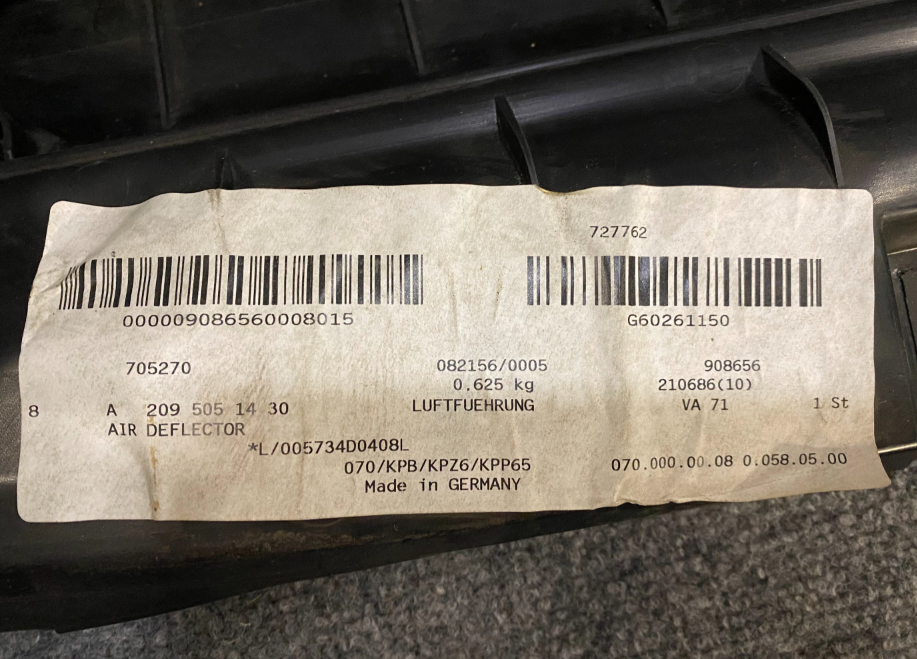 727762
000009086560008015 G60261150
705270 082156/0005 908656
0.625 kg 210686(10)
8 A 209 505 14 30 LUFTFUEHRUNG VA 71 1 St
AIR DEFLECTOR
*L/005734D0408L
070/KPB/KPZ6/KPP65 070.000.00.08 0.058.05.00
Made in GERMANY